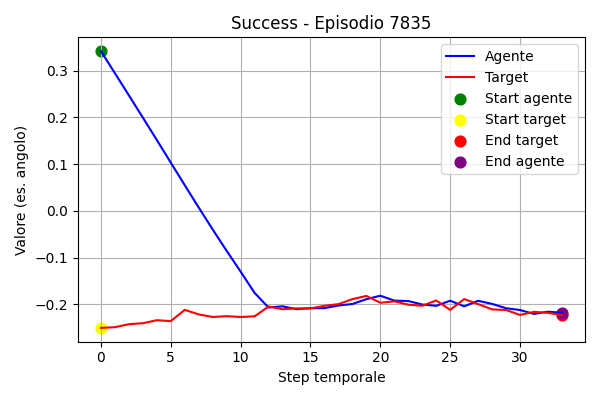 Success - Episodio 7835
Valore (es. angolo)
0.3
0.2
0.1
0.0
−0.1
−0.2
0
5
10
15
20
25
30
Step temporale
Agente
Target
Start agente
Start target
End target
End agente